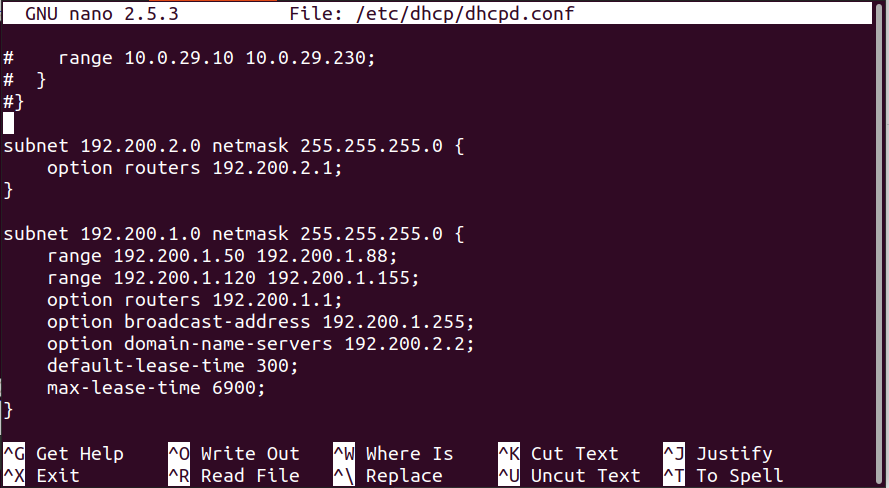 GNU nano 2.5.3 File: /etc/dhcp/dhcpd.conf
#    range 10.0.29.10 10.0.29.230;
#  }
#}
subnet 192.200.2.0 netmask 255.255.255.0 {
    option routers 192.200.2.1;
}
subnet 192.200.1.0 netmask 255.255.255.0 {
    range 192.200.1.50 192.200.1.88;
    range 192.200.1.120 192.200.1.155;
    option routers 192.200.1.1;
    option broadcast-address 192.200.1.255;
    option domain-name-servers 192.200.2.2;
    default-lease-time 300;
    max-lease-time 6900;
}
^G Get Help ^O Write Out ^W Where Is ^K Cut Text ^J Justify
^X Exit ^R Read File ^\ Replace ^U Uncut Text ^T To Spell